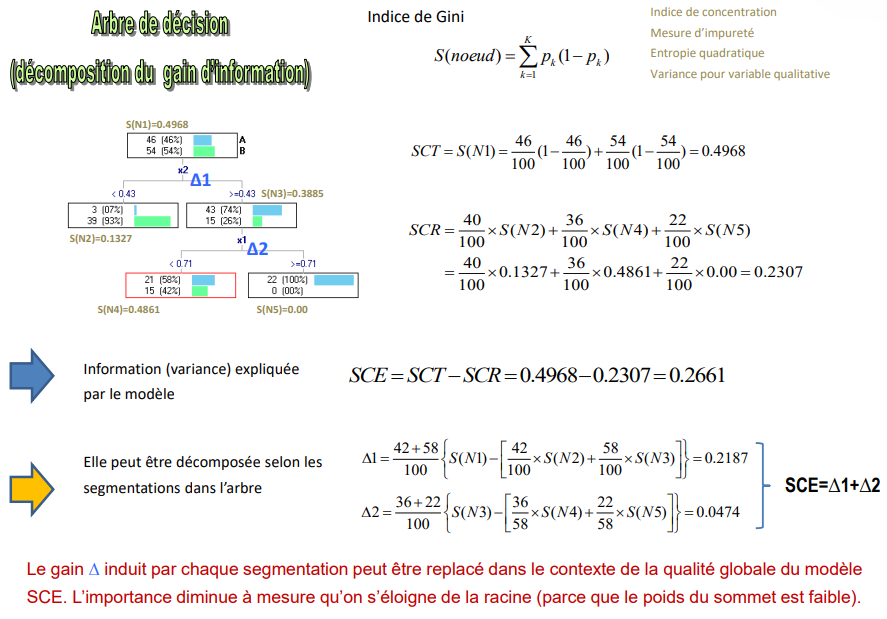 Arbre de décision
(décomposition du gain d'information)
Indice de Gini
S(noeud) = ∑_{k=1}^{K} p_k (1 − p_k)
Indice de concentration
Mesure d'impureté
Entropie quadratique
Variance pour variable qualitative
S(N1)=0.4968
46 (46%) A
54 (54%) B
x2
Δ1
< 0.43
>=0.43
S(N3)=0.3885
3 (07%)
39 (93%)
43 (74%)
15 (26%)
S(N2)=0.1327
x1
Δ2
< 0.71
>=0.71
21 (58%)
15 (42%)
22 (100%)
0 (00%)
S(N4)=0.4861
S(N5)=0.00
SCT = S(N1) = 46/100 (1 − 46/100) + 54/100 (1 − 54/100) = 0.4968
SCR = 40/100 × S(N2) + 36/100 × S(N4) + 22/100 × S(N5)
= 40/100 × 0.1327 + 36/100 × 0.4861 + 22/100 × 0.00 = 0.2307
Information (variance) expliquée
par le modèle
SCE = SCT − SCR = 0.4968 − 0.2307 = 0.2661
Elle peut être décomposée selon les
segmentations dans l'arbre
Δ1 = 42+58/100 {S(N1) − [42/100 × S(N2) + 58/100 × S(N3)]} = 0.2187
Δ2 = 36+22/100 {S(N3) − [36/58 × S(N4) + 22/58 × S(N5)]} = 0.0474
SCE=Δ1+Δ2
Le gain Δ induit par chaque segmentation peut être replacé dans le contexte de la qualité globale du modèle
SCE. L'importance diminue à mesure qu'on s'éloigne de la racine (parce que le poids du sommet est faible).